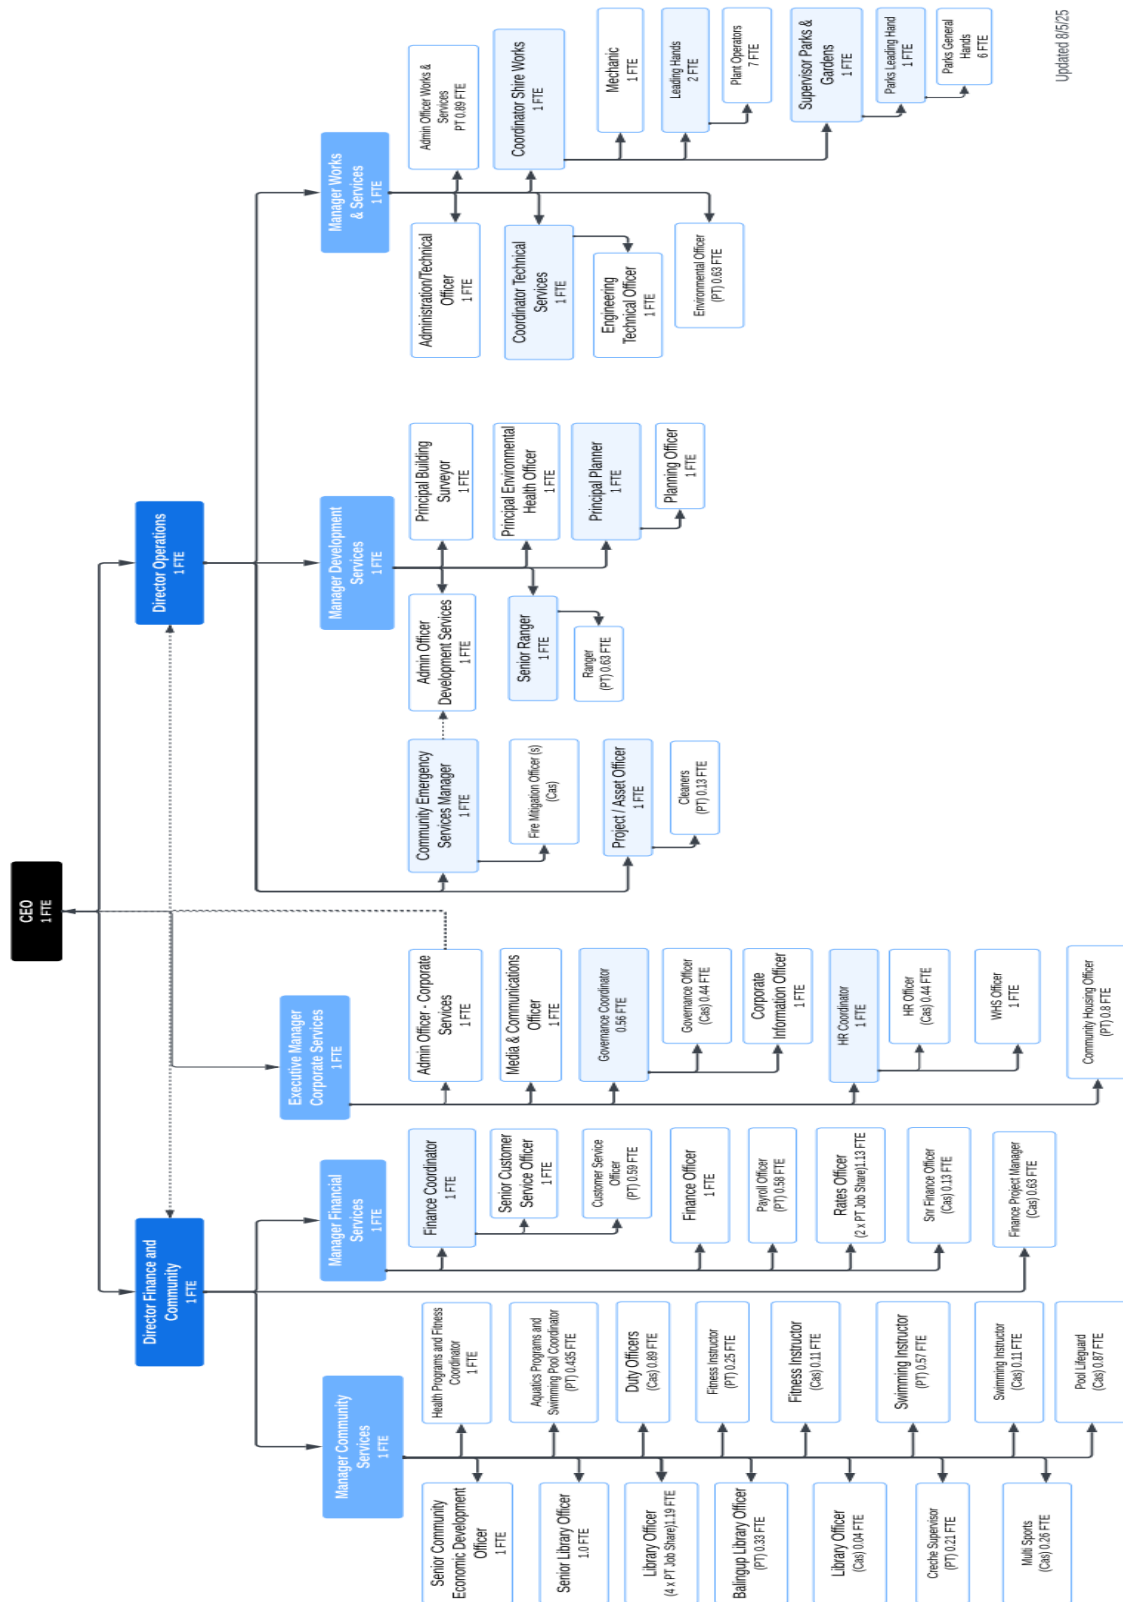 CEO
1 FTE
Director Finance and
Community
1 FTE
Director Operations
1 FTE
Executive Manager
Corporate Services
1 FTE
Manager Community
Services
1 FTE
Manager Financial
Services
1 FTE
Manager Development
Services
1 FTE
Manager Works
& Services
1 FTE
Senior Community
Economic Development
Officer
1 FTE
Senior Library Officer
1.0 FTE
Library Officer
(4 x PT Job Share)1.19 FTE
Balingup Library Officer
(PT) 0.33 FTE
Library Officer
(Cas) 0.04 FTE
Creche Supervisor
(PT) 0.21 FTE
Multi Sports
(Cas) 0.26 FTE
Health Programs and Fitness
Coordinator
1 FTE
Aquatics Programs and
Swimming Pool Coordinator
(PT) 0.435 FTE
Duty Officers
(Cas) 0.89 FTE
Fitness Instructor
(PT) 0.25 FTE
Fitness Instructor
(Cas) 0.11 FTE
Swimming Instructor
(PT) 0.57 FTE
Swimming Instructor
(Cas) 0.11 FTE
Pool Lifeguard
(Cas) 0.87 FTE
Finance Coordinator
1 FTE
Senior Customer
Service Officer
1 FTE
Customer Service
Officer
(PT) 0.59 FTE
Finance Officer
1 FTE
Payroll Officer
(PT) 0.58 FTE
Rates Officer
(2 x PT Job Share)1.13 FTE
Snr Finance Officer
(Cas) 0.13 FTE
Finance Project Manager
(Cas) 0.63 FTE
Admin Officer - Corporate
Services
1 FTE
Media & Communications
Officer
1 FTE
Governance Coordinator
0.56 FTE
Governance Officer
(Cas) 0.44 FTE
Corporate
Information Officer
1 FTE
HR Coordinator
1 FTE
HR Officer
(Cas) 0.44 FTE
WHS Officer
1 FTE
Community Housing Officer
(PT) 0.8 FTE
Community Emergency
Services Manager
1 FTE
Fire Mitigation Officer (s)
(Cas)
Project / Asset Officer
1 FTE
Cleaners
(PT) 0.13 FTE
Admin Officer
Development Services
1 FTE
Senior Ranger
1 FTE
Ranger
(PT) 0.63 FTE
Principal Building
Surveyor
1 FTE
Principal Environmental
Health Officer
1 FTE
Principal Planner
1 FTE
Planning Officer
1 FTE
Administration/Technical
Officer
1 FTE
Coordinator Technical
Services
1 FTE
Engineering
Technical Officer
1 FTE
Environmental Officer
(PT) 0.63 FTE
Admin Officer Works &
Services
PT 0.89 FTE
Coordinator Shire Works
1 FTE
Mechanic
1 FTE
Leading Hands
2 FTE
Plant Operators
7 FTE
Supervisor Parks &
Gardens
1 FTE
Parks Leading Hand
1 FTE
Parks General
Hands
6 FTE
Updated 8/5/25